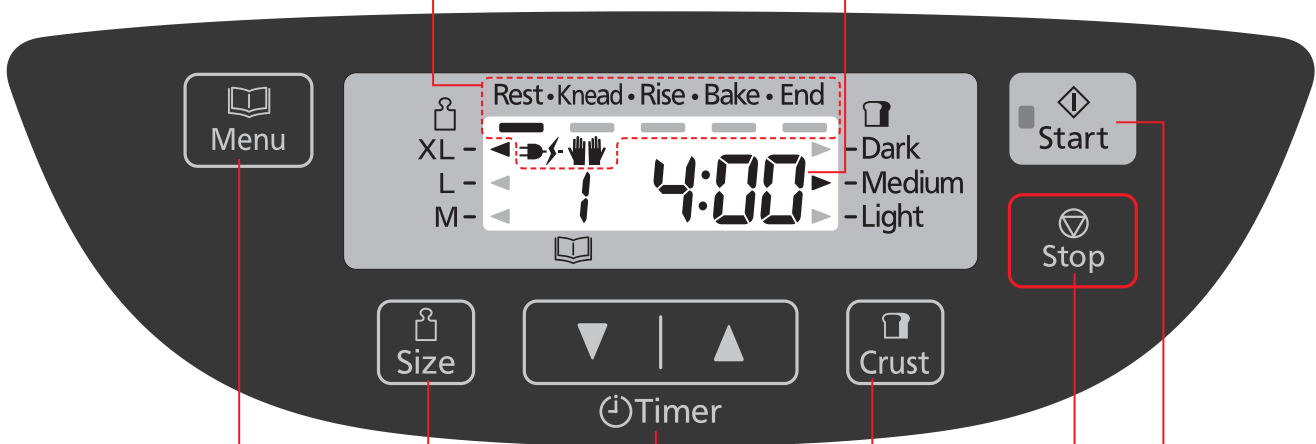 Menu
Rest • Knead • Rise • Bake • End
XL -
L -
M -
1
4:00
- Dark
- Medium
- Light
Start
Stop
Size
Timer
Crust